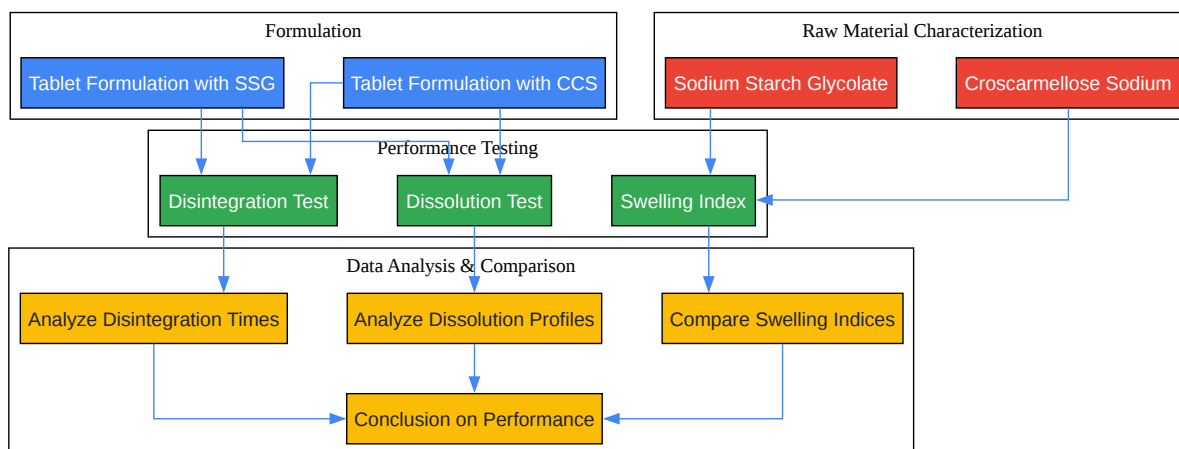 Formulation
Raw Material Characterization
Tablet Formulation with SSG
Tablet Formulation with CCS
Sodium Starch Glycolate
Croscarmellose Sodium
Performance Testing
Disintegration Test
Dissolution Test
Swelling Index
Data Analysis & Comparison
Analyze Disintegration Times
Analyze Dissolution Profiles
Compare Swelling Indices
Conclusion on Performance